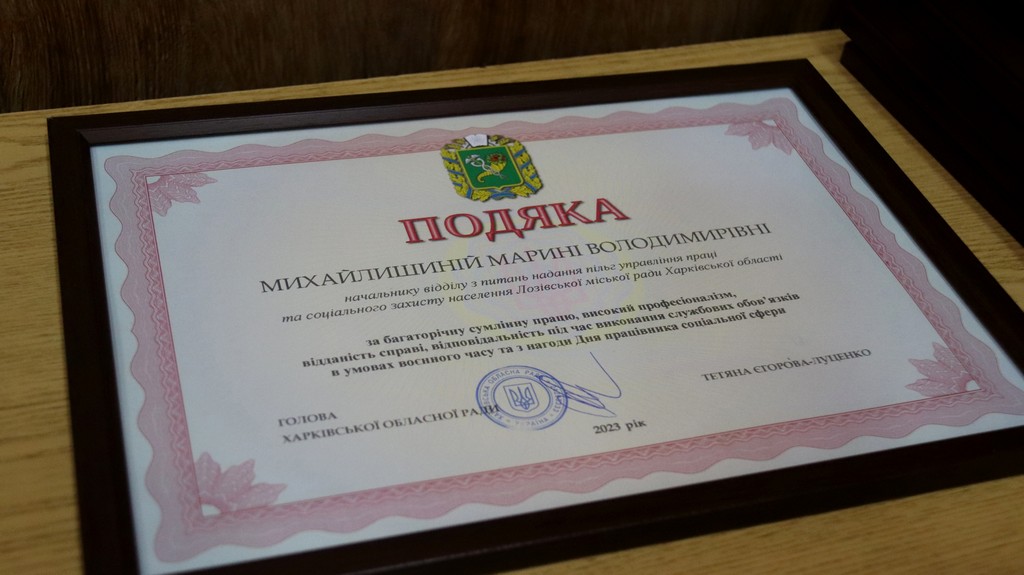 ПОДЯКА
МИХАЙЛИШИНІЙ МАРИНІ ВОЛОДИМИРІВНІ
начальнику відділу з питань надання пільг управління праці
та соціального захисту населення Лозівської міської ради Харківської області
за багаторічну сумлінну працю, високий професіоналізм,
відданість справі, відповідальність під час виконання службових обов'язків
в умовах воєнного часу та з нагоди Дня працівника соціальної сфери
ГОЛОВА
ХАРКІВСЬКОЇ ОБЛАСНОЇ РАДИ
ТЕТЯНА ЄГОРОВА-ЛУЦЕНКО
2023 рік